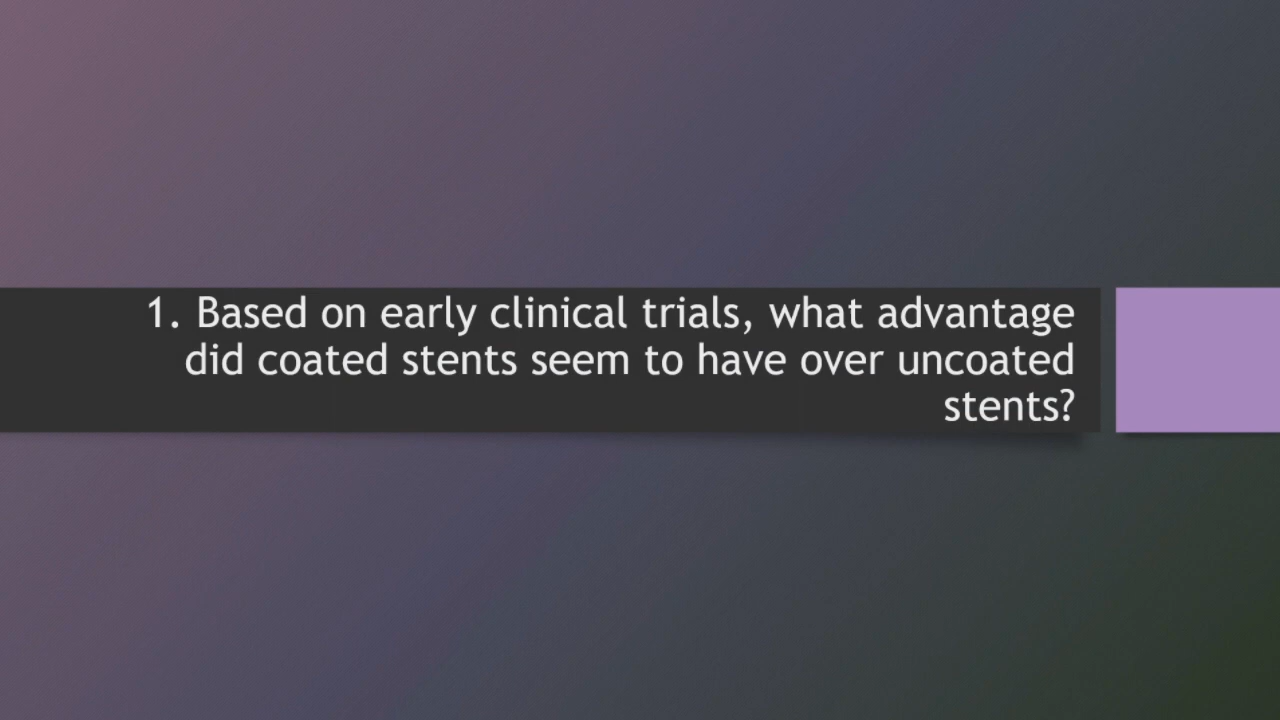 1. Based on early clinical trials, what advantage
did coated stents seem to have over uncoated
stents?